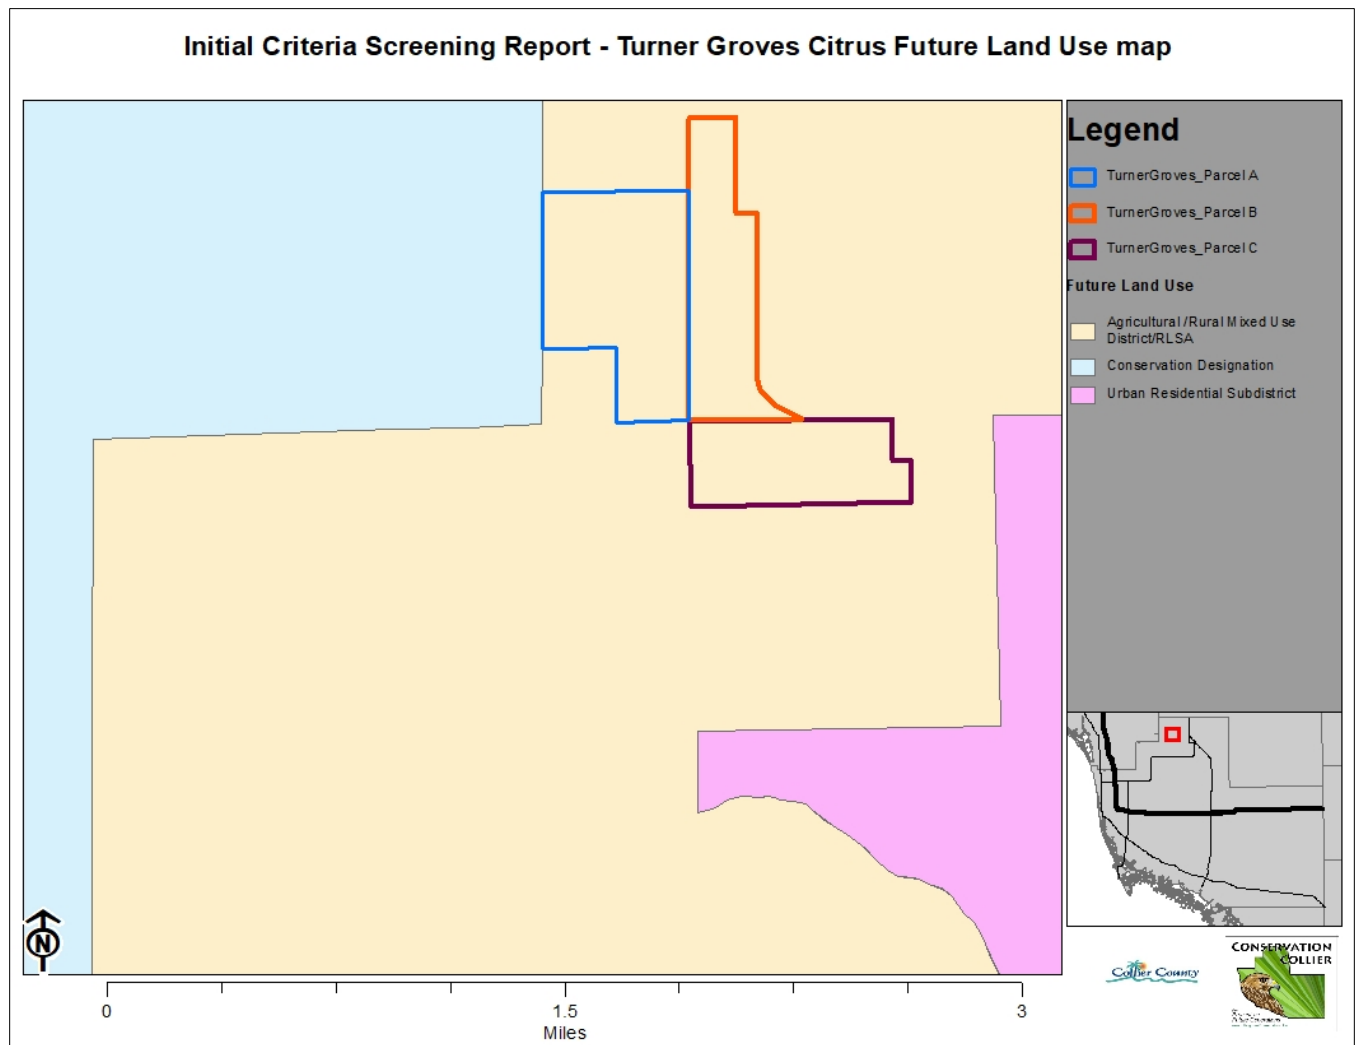 Initial Criteria Screening Report - Turner Groves Citrus Future Land Use map
Legend
TurnerGroves_Parcel A
TurnerGroves_Parcel B
TurnerGroves_Parcel C
Future Land Use
Agricultural /Rural Mixed Use
District/RLSA
Conservation Designation
Urban Residential Subdistrict
N
0
1.5
3
Miles
Collier County
CONSERVATION
COLLIER